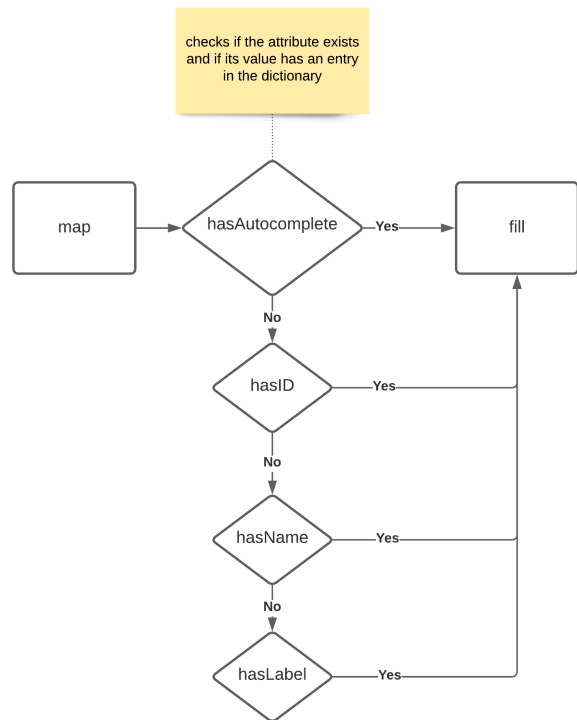 checks if the attribute exists
and if its value has an entry
in the dictionary
map
hasAutocomplete
Yes
fill
No
hasID
Yes
No
hasName
Yes
No
hasLabel
Yes